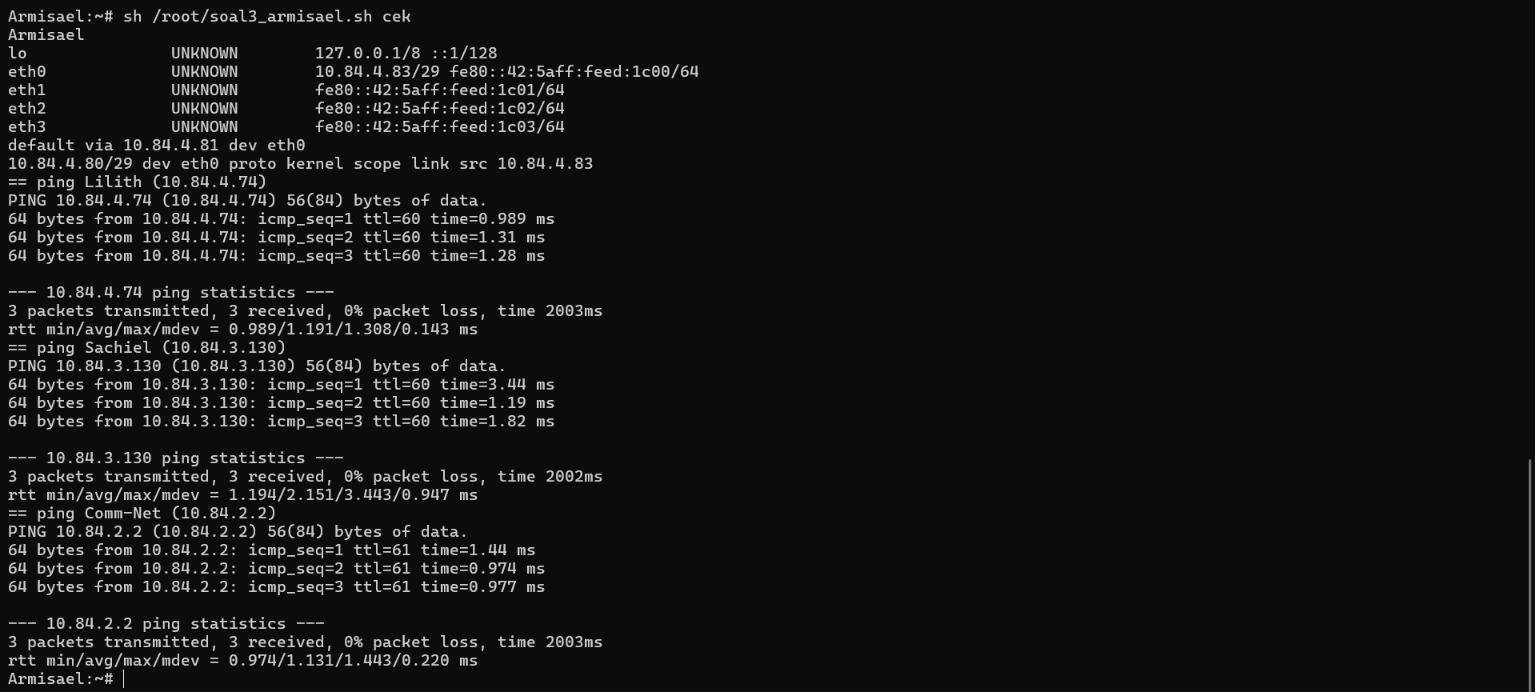 Armisael:~# sh /root/soal3_armisael.sh cek
Armisael
lo               UNKNOWN        127.0.0.1/8 ::1/128
eth0             UNKNOWN        10.84.4.83/29 fe80::42:5aff:feed:1c00/64
eth1             UNKNOWN        fe80::42:5aff:feed:1c01/64
eth2             UNKNOWN        fe80::42:5aff:feed:1c02/64
eth3             UNKNOWN        fe80::42:5aff:feed:1c03/64
default via 10.84.4.81 dev eth0
10.84.4.80/29 dev eth0 proto kernel scope link src 10.84.4.83
== ping Lilith (10.84.4.74)
PING 10.84.4.74 (10.84.4.74) 56(84) bytes of data.
64 bytes from 10.84.4.74: icmp_seq=1 ttl=60 time=0.989 ms
64 bytes from 10.84.4.74: icmp_seq=2 ttl=60 time=1.31 ms
64 bytes from 10.84.4.74: icmp_seq=3 ttl=60 time=1.28 ms

--- 10.84.4.74 ping statistics ---
3 packets transmitted, 3 received, 0% packet loss, time 2003ms
rtt min/avg/max/mdev = 0.989/1.191/1.308/0.143 ms
== ping Sachiel (10.84.3.130)
PING 10.84.3.130 (10.84.3.130) 56(84) bytes of data.
64 bytes from 10.84.3.130: icmp_seq=1 ttl=60 time=3.44 ms
64 bytes from 10.84.3.130: icmp_seq=2 ttl=60 time=1.19 ms
64 bytes from 10.84.3.130: icmp_seq=3 ttl=60 time=1.82 ms

--- 10.84.3.130 ping statistics ---
3 packets transmitted, 3 received, 0% packet loss, time 2002ms
rtt min/avg/max/mdev = 1.194/2.151/3.443/0.947 ms
== ping Comm-Net (10.84.2.2)
PING 10.84.2.2 (10.84.2.2) 56(84) bytes of data.
64 bytes from 10.84.2.2: icmp_seq=1 ttl=61 time=1.44 ms
64 bytes from 10.84.2.2: icmp_seq=2 ttl=61 time=0.974 ms
64 bytes from 10.84.2.2: icmp_seq=3 ttl=61 time=0.977 ms

--- 10.84.2.2 ping statistics ---
3 packets transmitted, 3 received, 0% packet loss, time 2003ms
rtt min/avg/max/mdev = 0.974/1.131/1.443/0.220 ms
Armisael:~#